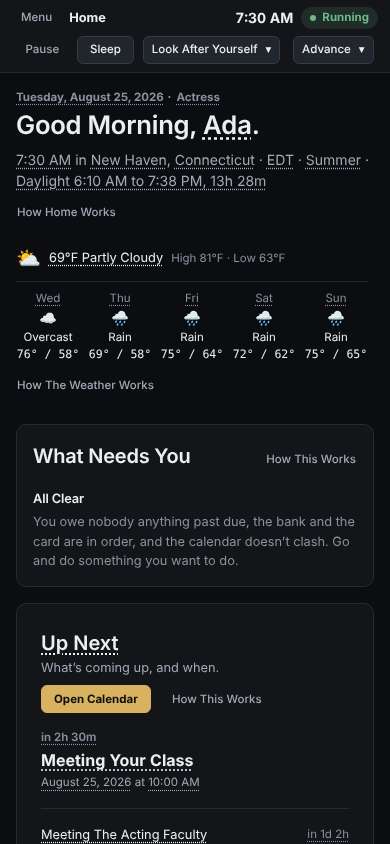 Menu Home 7:30 AM Running
Pause Sleep Look After Yourself ▾ Advance ▾
Tuesday, August 25, 2026 · Actress
Good Morning, Ada.
7:30 AM in New Haven, Connecticut · EDT · Summer ·
Daylight 6:10 AM to 7:38 PM, 13h 28m
How Home Works
69°F Partly Cloudy High 81°F · Low 63°F
Wed Thu Fri Sat Sun
Overcast Rain Rain Rain Rain
76° / 58° 69° / 58° 75° / 64° 72° / 62° 75° / 65°
How The Weather Works
What Needs You How This Works
All Clear
You owe nobody anything past due, the bank and the
card are in order, and the calendar doesn't clash. Go
and do something you want to do.
Up Next
What's coming up, and when.
Open Calendar How This Works
in 2h 30m
Meeting Your Class
August 25, 2026 at 10:00 AM
Meeting The Acting Faculty in 1d 2h